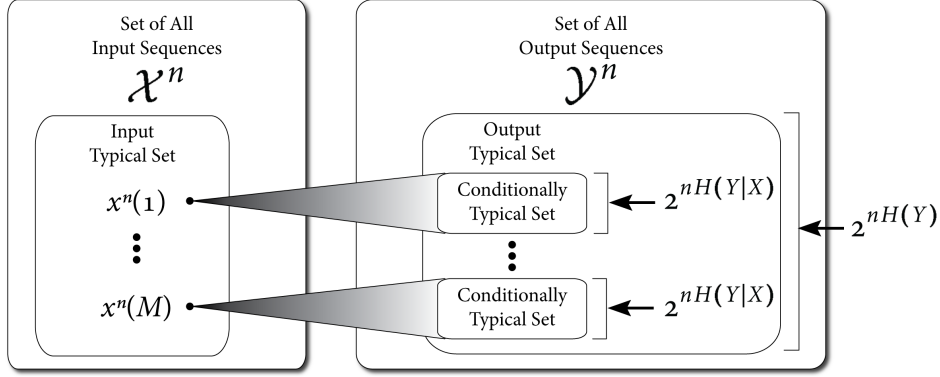 Set of All
Input Sequences
𝒳ⁿ
Input
Typical Set
xⁿ(1)
⋮
xⁿ(M)
Set of All
Output Sequences
𝒴ⁿ
Output
Typical Set
Conditionally
Typical Set
2^{nH(Y|X)}
⋮
Conditionally
Typical Set
2^{nH(Y|X)}
2^{nH(Y)}